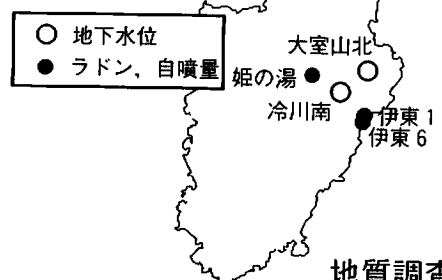 地下水位
ラドン，自噴量
大室山北
姫の湯
冷川南
伊東1
伊東6
地質調査